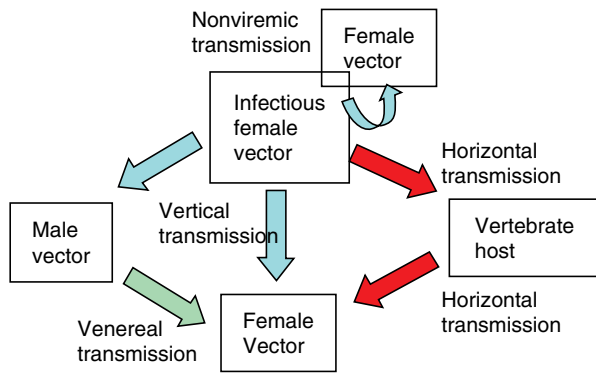 Nonviremic
transmission
Female
vector
Infectious
female
vector
Horizontal
transmission
Male
vector
Vertical
transmission
Vertebrate
host
Venereal
transmission
Female
Vector
Horizontal
transmission